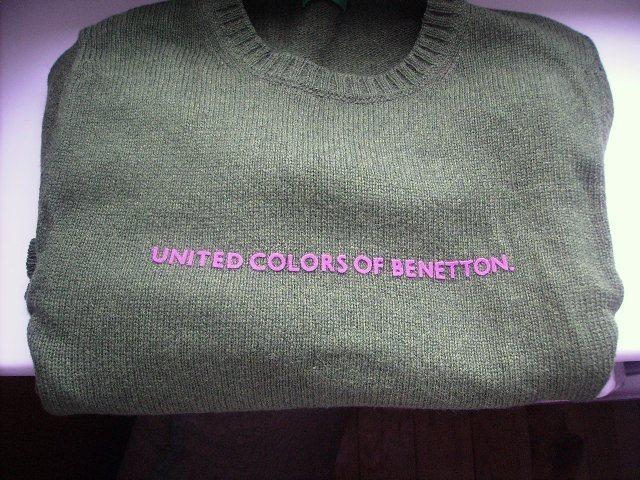 UNITED COLORS OF BENETTON.